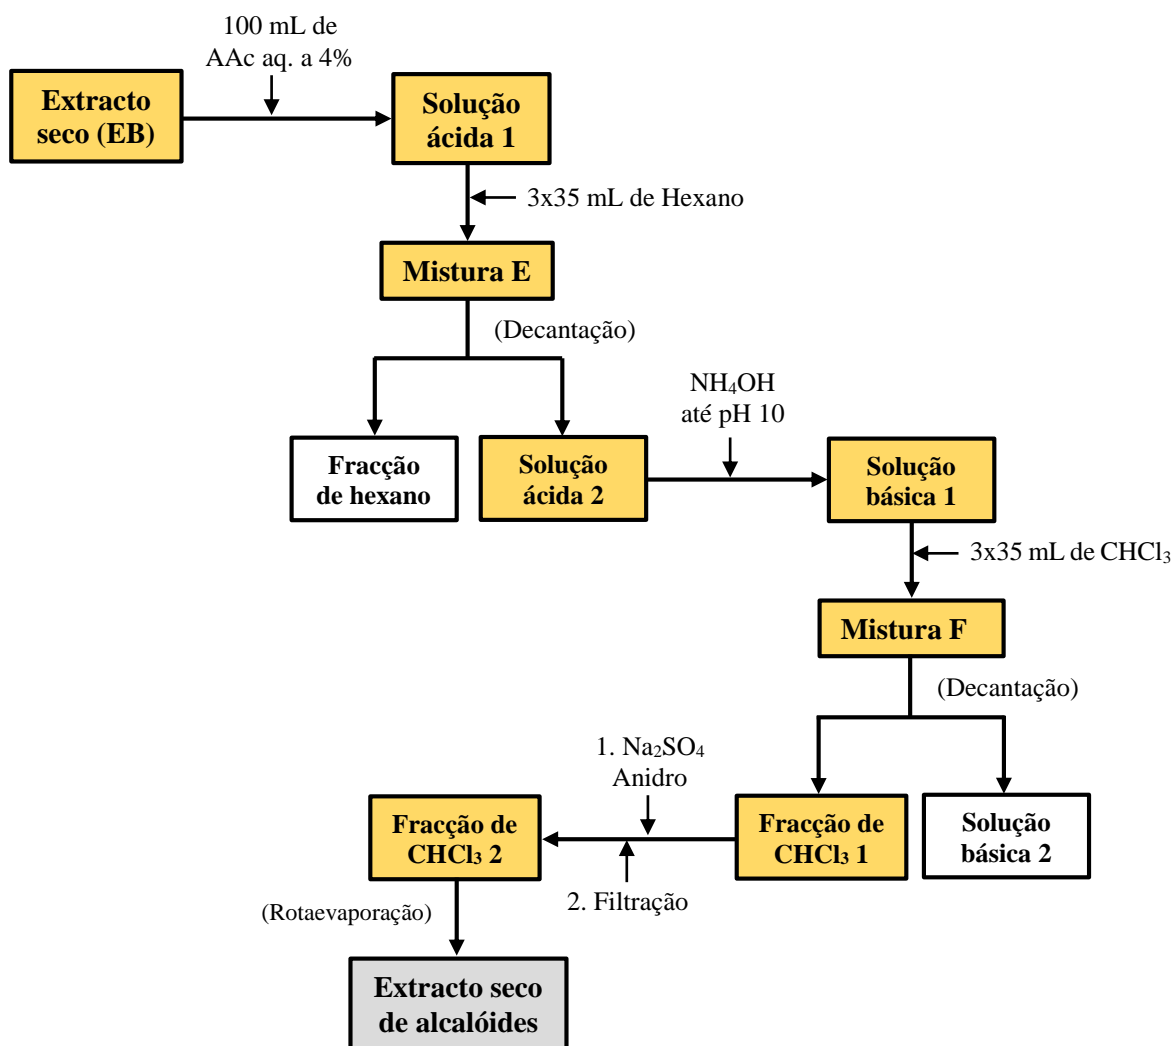 100 mL de
AAc aq. a 4%
Extracto
seco (EB)
Solução
ácida 1
3x35 mL de Hexano
Mistura E
(Decantação)
NH₄OH
até pH 10
Fracção
de hexano
Solução
ácida 2
Solução
básica 1
3x35 mL de CHCl₃
Mistura F
(Decantação)
1. Na₂SO₄
Anidro
Fracção de
CHCl₃ 2
Fracção de
CHCl₃ 1
Solução
básica 2
2. Filtração
(Rotaevaporação)
Extracto seco
de alcalóides